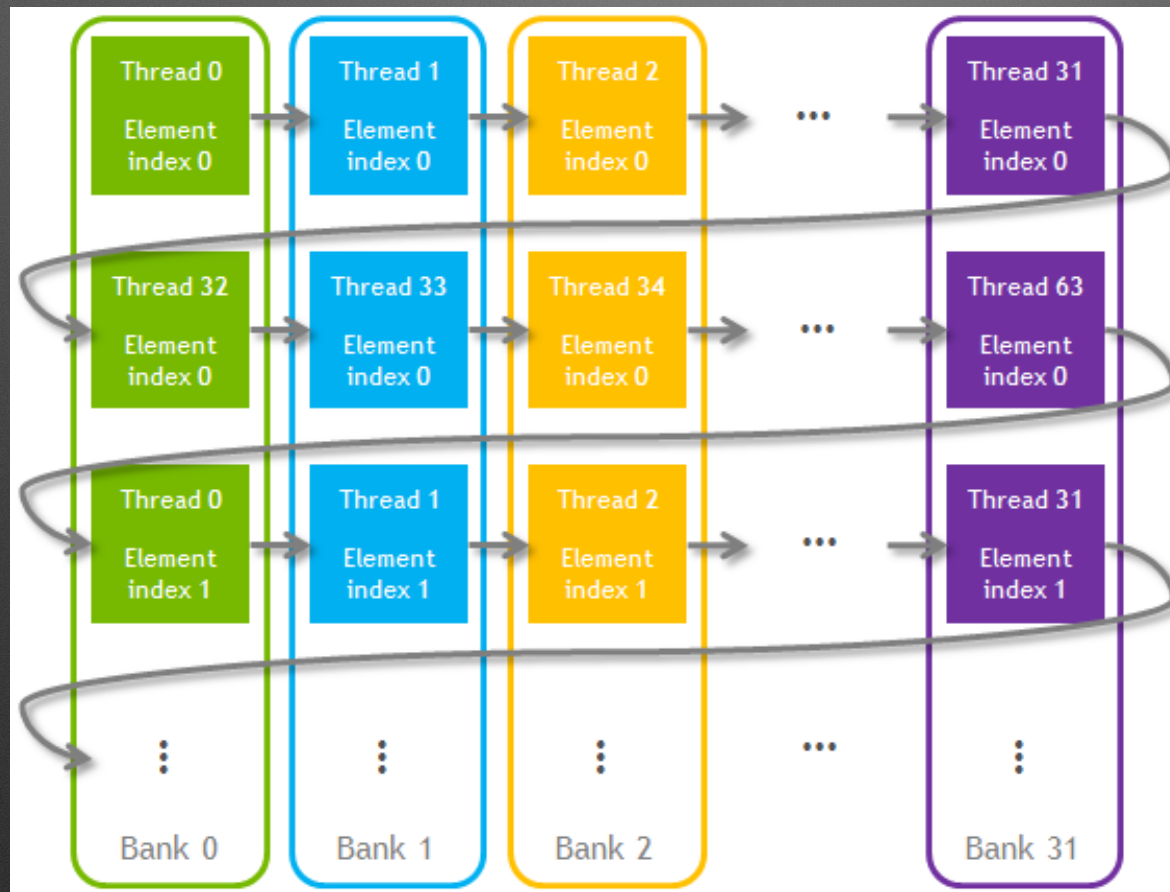 Thread 0
Element
index 0
Thread 1
Element
index 0
Thread 2
Element
index 0
...
Thread 31
Element
index 0
Thread 32
Element
index 0
Thread 33
Element
index 0
Thread 34
Element
index 0
...
Thread 63
Element
index 0
Thread 0
Element
index 1
Thread 1
Element
index 1
Thread 2
Element
index 1
...
Thread 31
Element
index 1
...
Bank 0
Bank 1
Bank 2
Bank 31